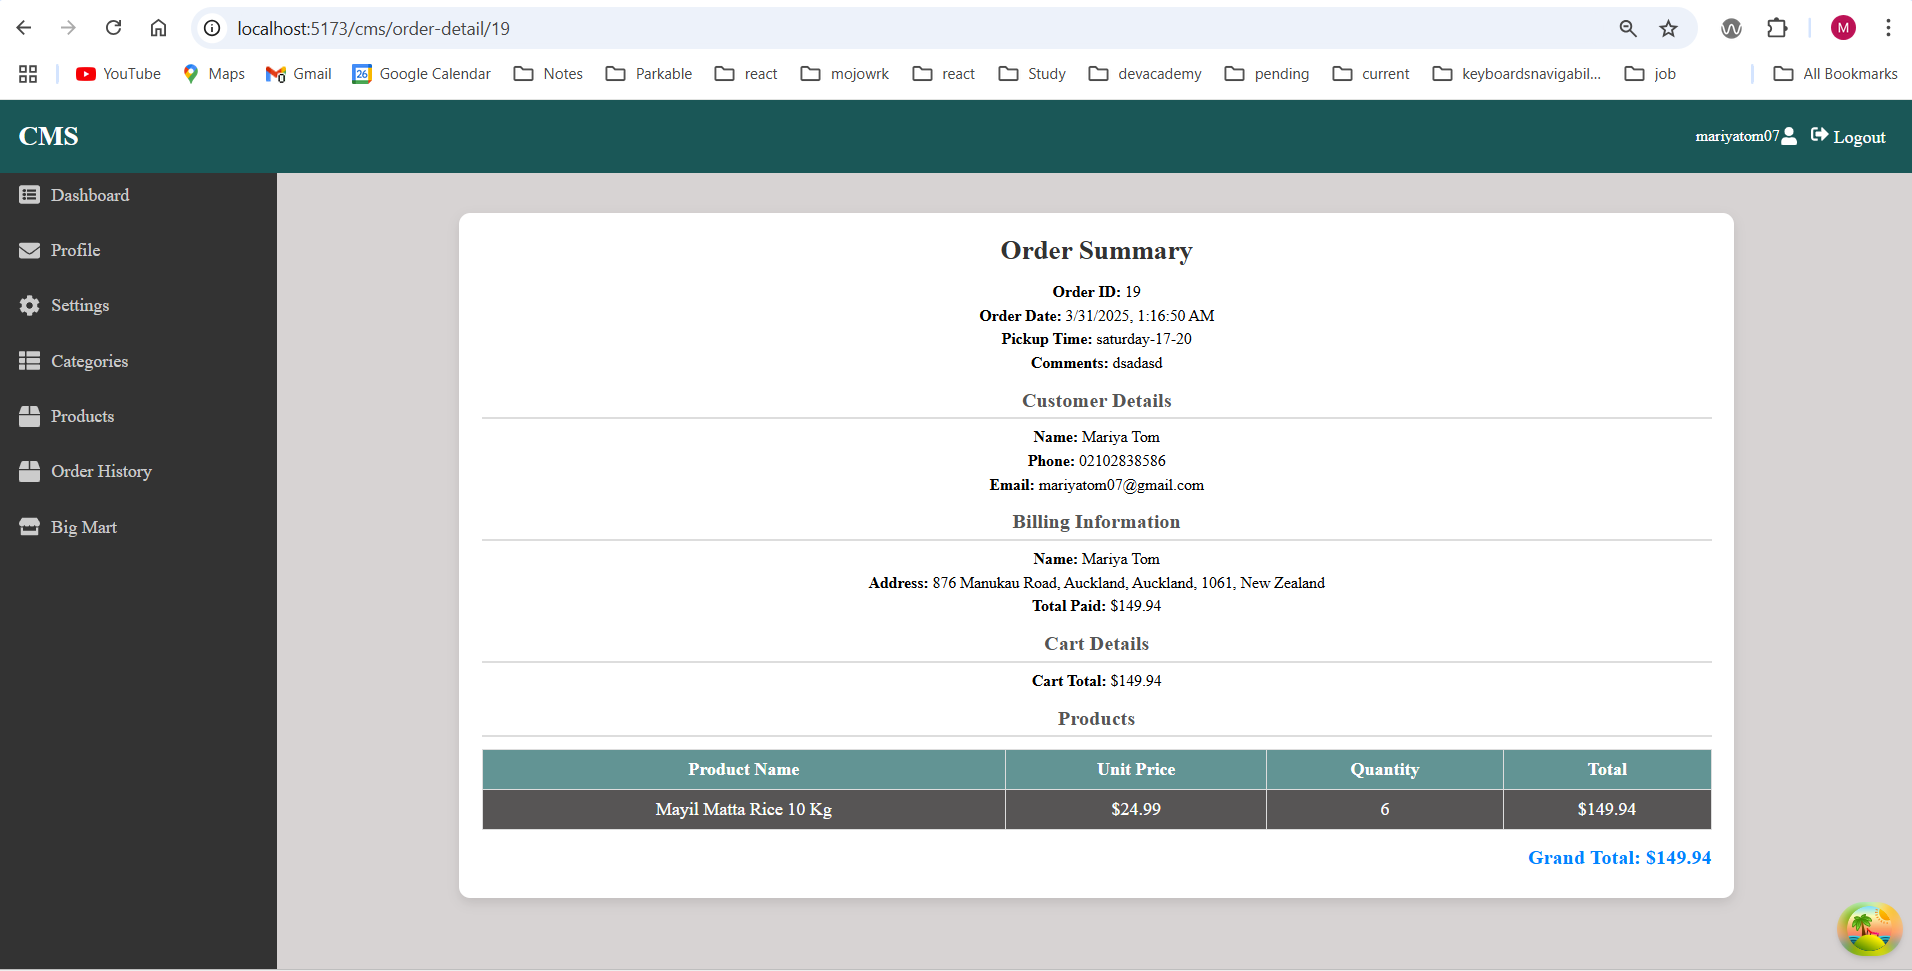 localhost:5173/cms/order-detail/19
M
YouTube
Maps
Gmail
26
Google Calendar
Notes
Parkable
react
mojowrk
react
Study
devacademy
pending
current
keyboardsnavigabil...
job
All Bookmarks
CMS
mariyatom07
Logout
Dashboard
Profile
Settings
Categories
Products
Order History
Big Mart
Order Summary
Order ID: 19
Order Date: 3/31/2025, 1:16:50 AM
Pickup Time: saturday-17-20
Comments: dsadasd
Customer Details
Name: Mariya Tom
Phone: 02102838586
Email: mariyatom07@gmail.com
Billing Information
Name: Mariya Tom
Address: 876 Manukau Road, Auckland, Auckland, 1061, New Zealand
Total Paid: $149.94
Cart Details
Cart Total: $149.94
Products
Product Name Unit Price Quantity Total
Mayil Matta Rice 10 Kg $24.99 6 $149.94
Grand Total: $149.94